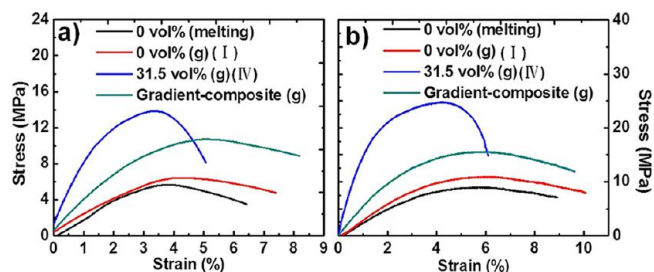 a)
0 vol% (melting)
0 vol% (g) (Ⅰ)
31.5 vol% (g)(Ⅳ)
Gradient-composite (g)
Stress (MPa)
24
20
16
12
8
4
0
0 1 2 3 4 5 6 7 8 9
Strain (%)
b)
0 vol% (melting)
0 vol% (g) (Ⅰ)
31.5 vol% (g)(Ⅳ)
Gradient-composite (g)
40
30
20
10
0
Stress (MPa)
0 2 4 6 8 10
Strain (%)